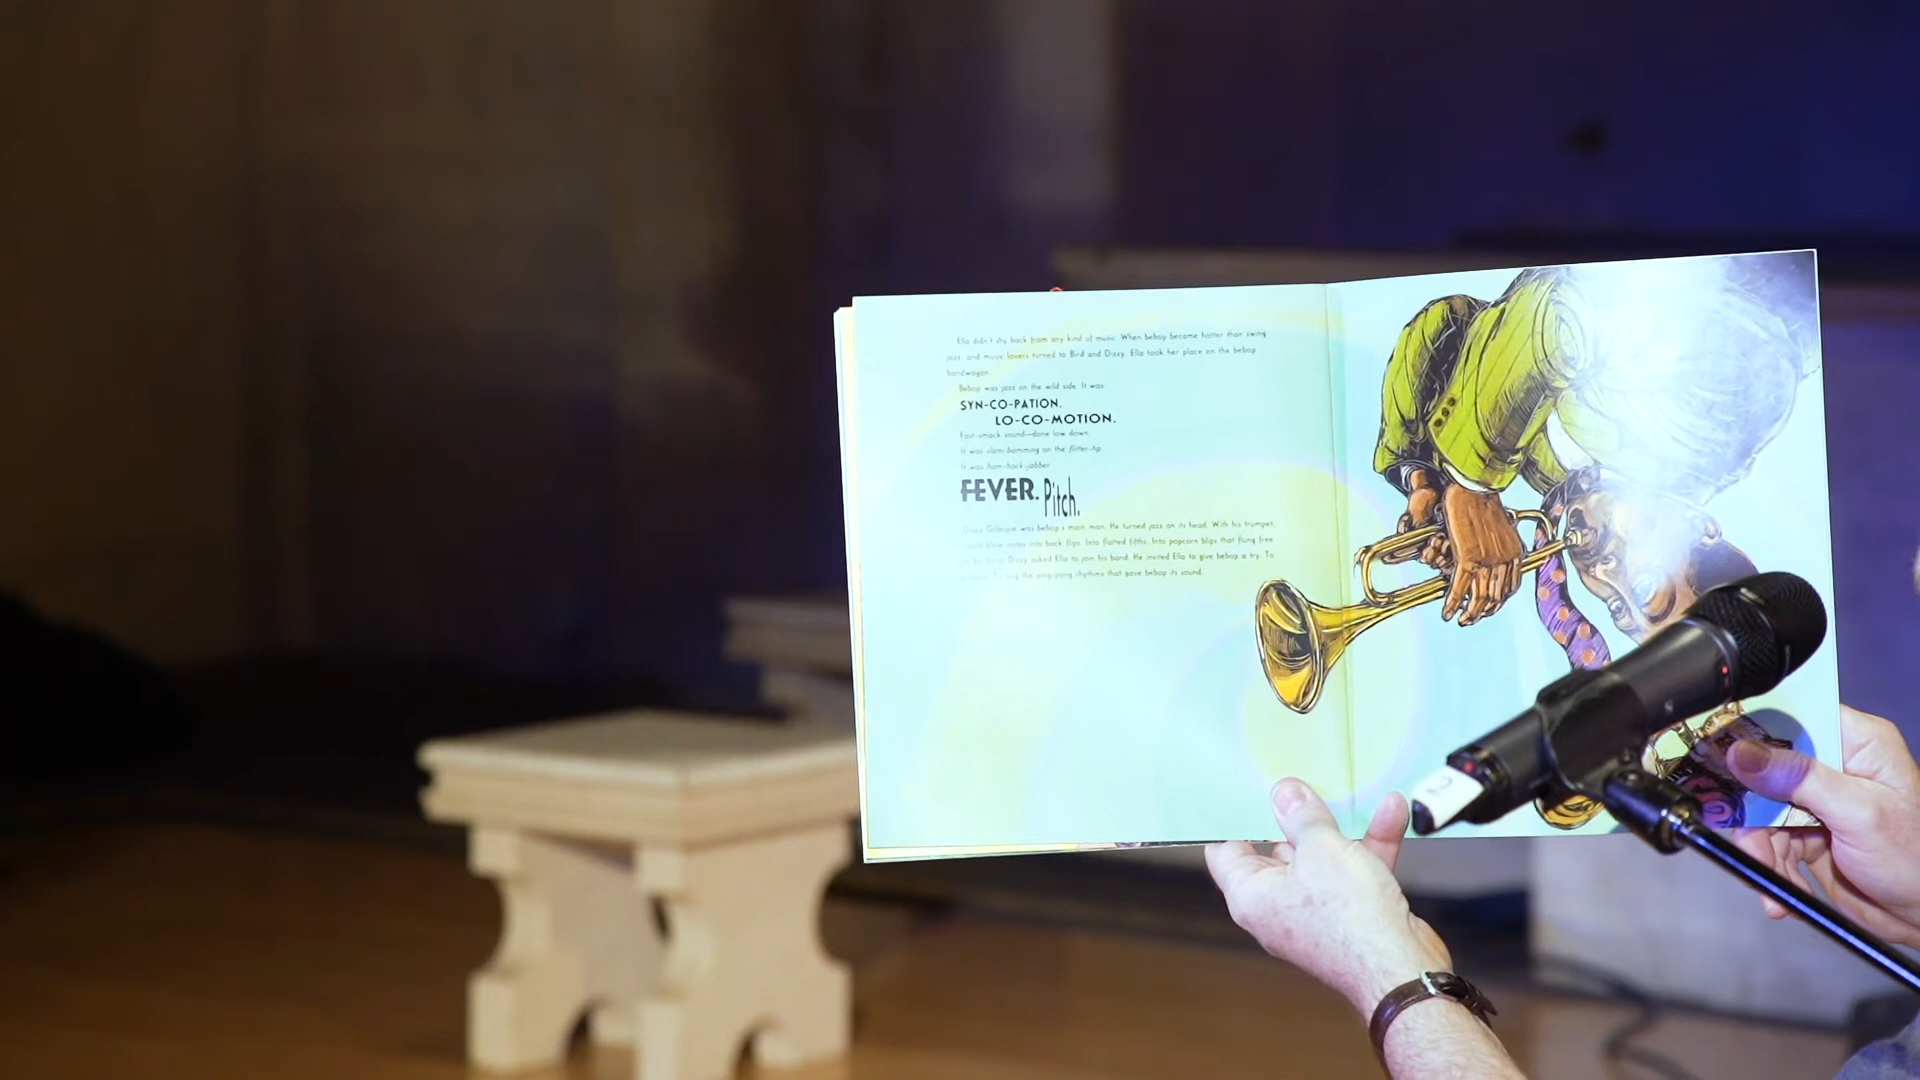 Ella didn't shy back from any kind of music. When bebop became hotter than swing
jazz, and music lovers turned to Bird and Dizzy, Ella took her place on the bebop
bandwagon.
Bebop was jazz on the wild side. It was:
SYN-CO-PATION.
LO-CO-MOTION.
Fast-smack sound—done low down.
It was slam-bamming on the flitter-tip.
It was ham-hock-jabber
FEVER. Pitch.
Dizzy Gillespie was bebop's main man. He turned jazz on its head. With his trumpet,
could blow notes into back flips. Into flatted fifths. Into popcorn blips that flung free
his horn. Dizzy asked Ella to join his band. He invited Ella to give bebop a try. To
the ping-pong rhythms that gave bebop its sound.
2